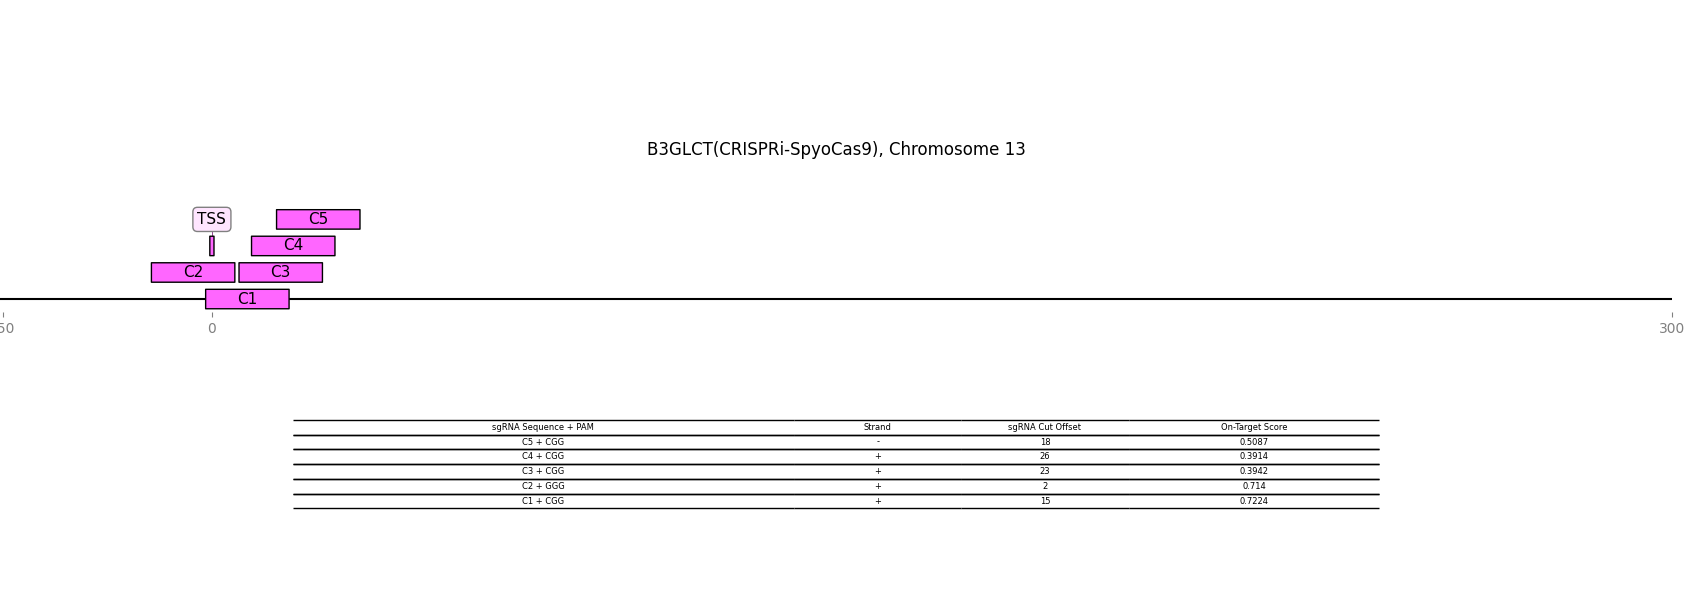 B3GLCT(CRISPRi-SpyoCas9), Chromosome 13
TSS
C5
C4
C2
C3
C1
50
0
300
sgRNA Sequence + PAM Strand sgRNA Cut Offset On-Target Score
C5 + CGG - 18 0.5087
C4 + CGG + 26 0.3914
C3 + CGG + 23 0.3942
C2 + GGG + 2 0.714
C1 + CGG + 15 0.7224